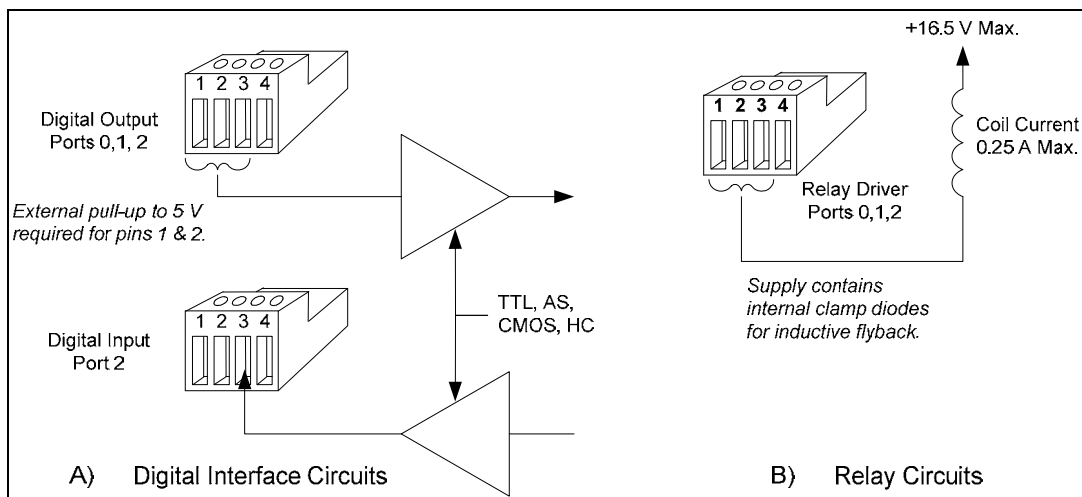 1 2 3 4
Digital Output
Ports 0,1, 2
External pull-up to 5 V
required for pins 1 & 2.
1 2 3 4
Digital Input
Port 2
TTL, AS,
CMOS, HC
A) Digital Interface Circuits
+16.5 V Max.
1 2 3 4
Coil Current
0.25 A Max.
Relay Driver
Ports 0,1,2
Supply contains
internal clamp diodes
for inductive flyback.
B) Relay Circuits